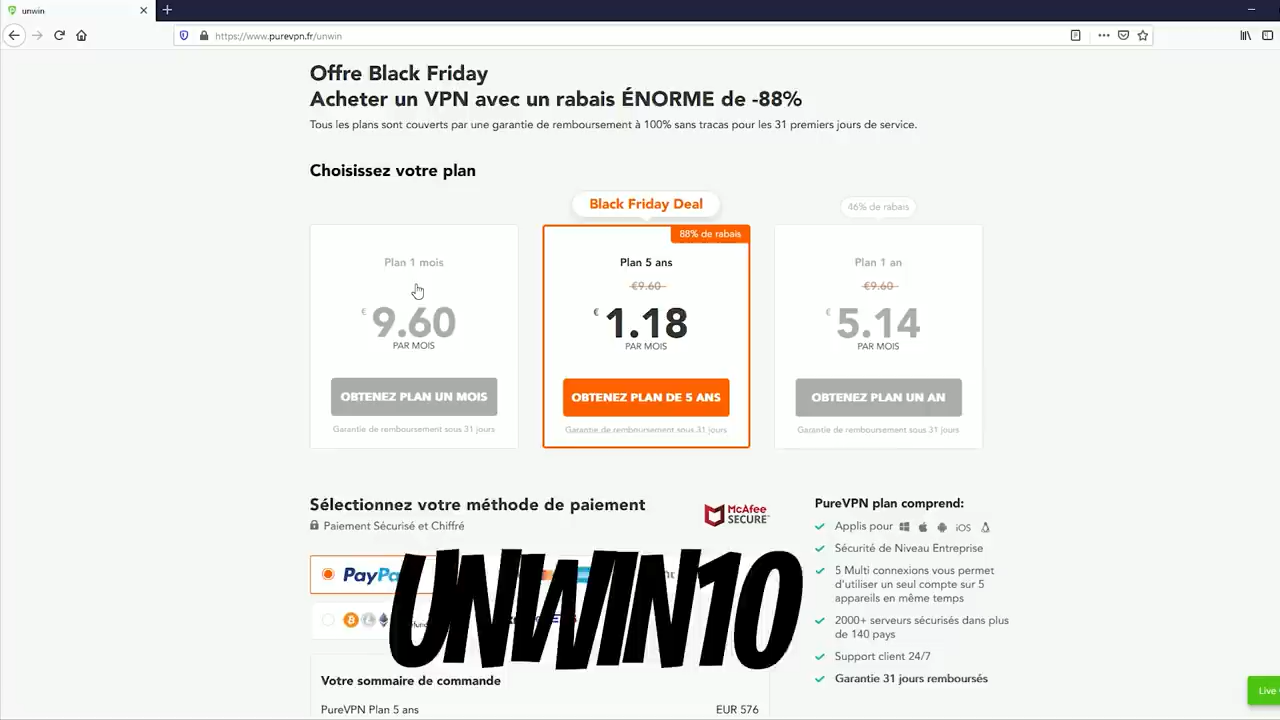 unwin
https://www.purevpn.fr/unwin
Offre Black Friday
Acheter un VPN avec un rabais ÉNORME de -88%
Tous les plans sont couverts par une garantie de remboursement à 100% sans tracas pour les 31 premiers jours de service.
Choisissez votre plan
Plan 1 mois
€ 9.60
PAR MOIS
OBTENEZ PLAN UN MOIS
Garantie de remboursement sous 31 jours
Black Friday Deal
88% de rabais
Plan 5 ans
€9.60
€ 1.18
PAR MOIS
OBTENEZ PLAN DE 5 ANS
Garantie de remboursement sous 31 jours
46% de rabais
Plan 1 an
€9.60
€ 5.14
PAR MOIS
OBTENEZ PLAN UN AN
Garantie de remboursement sous 31 jours
Sélectionnez votre méthode de paiement
Paiement Sécurisé et Chiffré
McAfee
SECURE
PayPa
UNWIN10
Votre sommaire de commande
PureVPN Plan 5 ans
EUR 576
PureVPN plan comprend:
Applis pour
iOS
Sécurité de Niveau Entreprise
5 Multi connexions vous permet
d'utiliser un seul compte sur 5
appareils en même temps
2000+ serveurs sécurisés dans plus
de 140 pays
Support client 24/7
Garantie 31 jours remboursés
Live